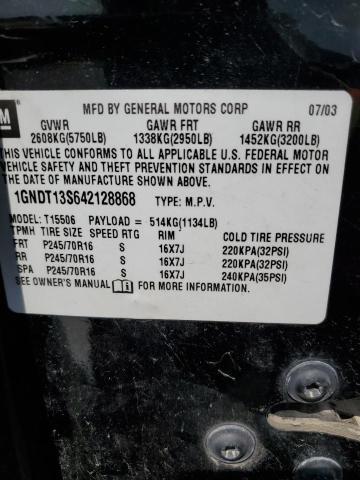 GM
MFD BY GENERAL MOTORS CORP 07/03
GVWR GAWR FRT GAWR RR
2608KG(5750LB) 1338KG(2950LB) 1452KG(3200LB)
THIS VEHICLE CONFORMS TO ALL APPLICABLE U.S. FEDERAL MOTOR
VEHICLE SAFETY AND THEFT PREVENTION STANDARDS IN EFFECT ON
THE DATE OF MANUFACTURE SHOWN ABOVE.
1GNDT13S642128868 TYPE: M.P.V.
MODEL: T15506 PAYLOAD = 514KG(1134LB)
TPMH TIRE SIZE SPEED RTG RIM COLD TIRE PRESSURE
FRT P245/70R16 S 16X7J 220KPA(32PSI)
RR P245/70R16 S 16X7J 220KPA(32PSI)
SPA P245/70R16 S 16X7J 240KPA(35PSI)
SEE OWNER'S MANUAL FOR MORE INFORMATION